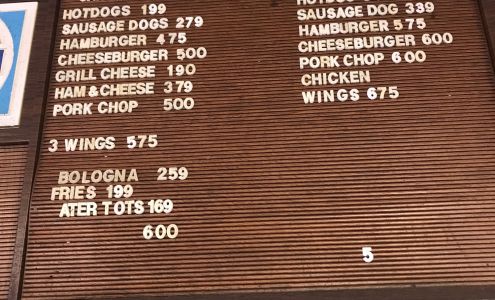 HOTDOGS 199
SAUSAGE DOGS 279
HAMBURGER 475
CHEESEBURGER 500
GRILL CHEESE 190
HAM & CHEESE 379
PORK CHOP 500
3 WINGS 575
BOLOGNA 259
FRIES 199
ATER TOTS 169
600
SAUSAGE DOG 339
HAMBURGER 575
CHEESEBURGER 600
PORK CHOP 600
CHICKEN
WINGS 675
5